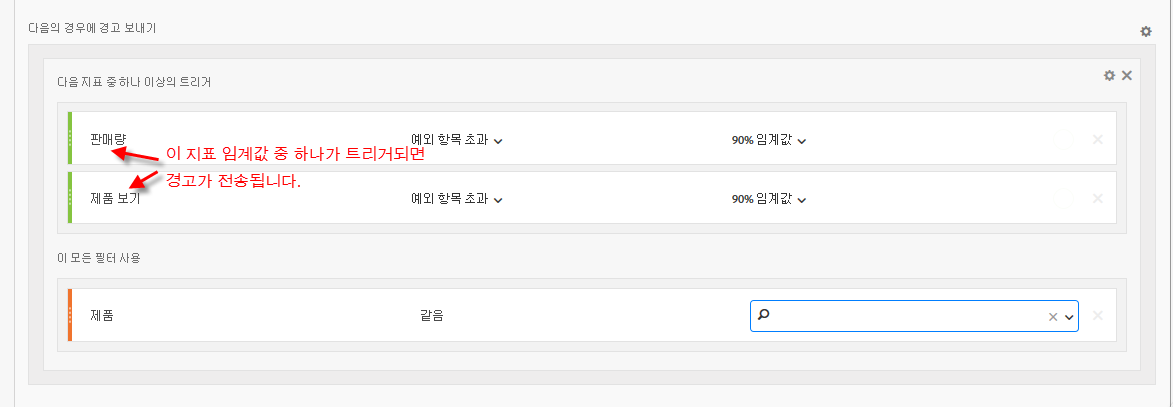 다음의 경우에 경고 보내기
다음 지표 중 하나 이상의 트리거
판매량 예외 항목 초과 90% 임계값
이 지표 임계값 중 하나가 트리거되면
경고가 전송됩니다.
제품 보기 예외 항목 초과 90% 임계값
이 모든 필터 사용
제품 같음